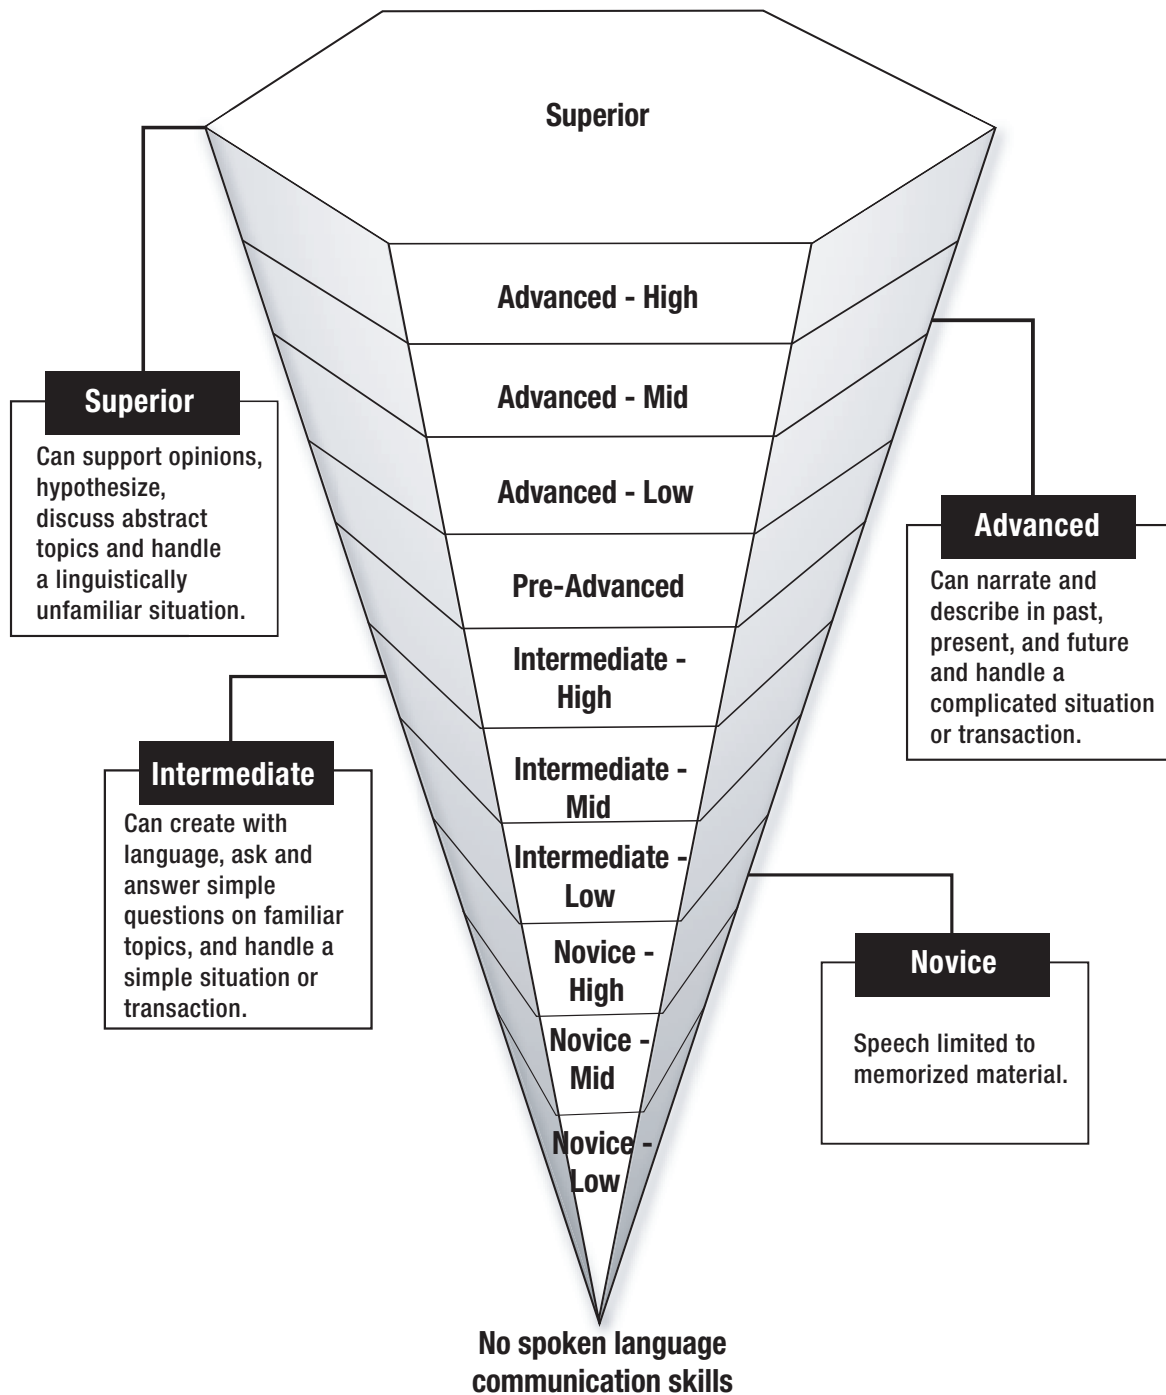 Superior
Advanced - High
Advanced - Mid
Advanced - Low
Pre-Advanced
Intermediate -
High
Intermediate -
Mid
Intermediate -
Low
Novice -
High
Novice -
Mid
Novice -
Low
No spoken language
communication skills
Superior
Can support opinions,
hypothesize,
discuss abstract
topics and handle
a linguistically
unfamiliar situation.
Advanced
Can narrate and
describe in past,
present, and future
and handle a
complicated situation
or transaction.
Intermediate
Can create with
language, ask and
answer simple
questions on familiar
topics, and handle a
simple situation or
transaction.
Novice
Speech limited to
memorized material.